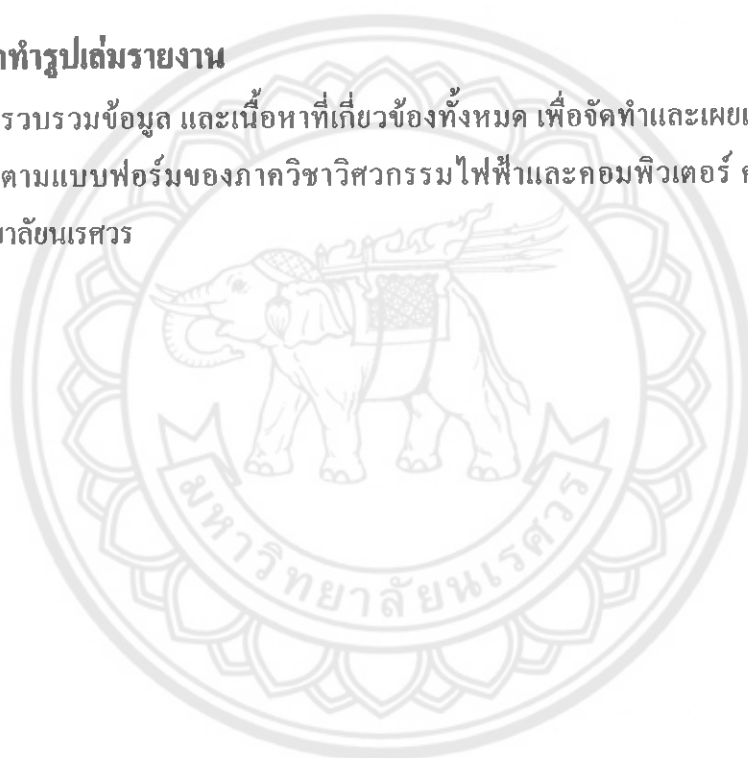 ทำรูปเล่มรายงาน
รวบรวมข้อมูล และเนื้อหาที่เกี่ยวข้องทั้งหมด เพื่อจัดทำและเผย
ตามแบบฟอร์มของภาควิชาวิศวกรรมไฟฟ้าและคอมพิวเตอร์
าลัยนเรศวร
มหาวิทยาลัยนเรศวร